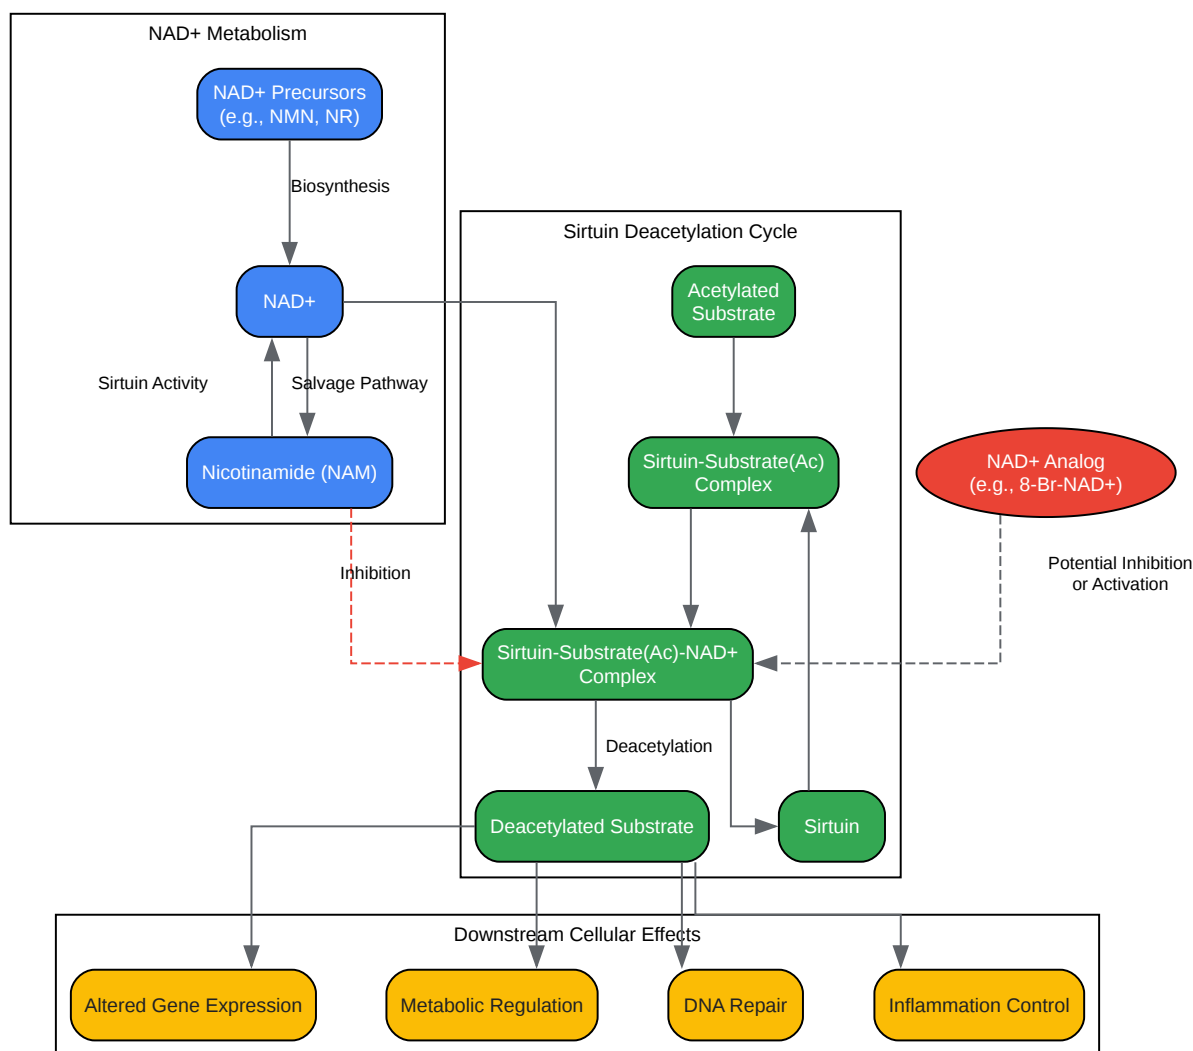 NAD+ Metabolism
NAD+ Precursors
(e.g., NMN, NR)
Biosynthesis
Sirtuin Deacetylation Cycle
NAD+
Acetylated
Substrate
Sirtuin Activity
Salvage Pathway
Nicotinamide (NAM)
Sirtuin-Substrate(Ac)
Complex
NAD+ Analog
(e.g., 8-Br-NAD+)
Inhibition
Potential Inhibition
or Activation
Sirtuin-Substrate(Ac)-NAD+
Complex
Deacetylation
Deacetylated Substrate
Sirtuin
Downstream Cellular Effects
Altered Gene Expression
Metabolic Regulation
DNA Repair
Inflammation Control